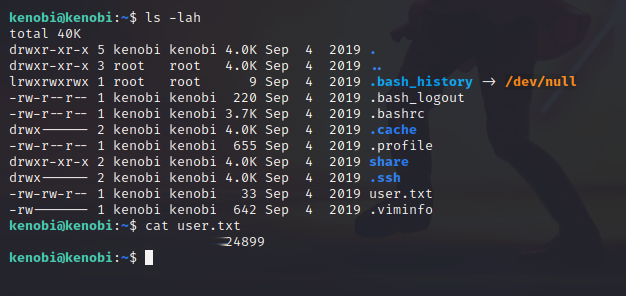 kenobi@kenobi:~$ ls -lah
total 40K
drwxr-xr-x 5 kenobi kenobi 4.0K Sep  4  2019 .
drwxr-xr-x 3 root   root   4.0K Sep  4  2019 ..
lrwxrwxrwx 1 root   root      9 Sep  4  2019 .bash_history -> /dev/null
-rw-r--r-- 1 kenobi kenobi  220 Sep  4  2019 .bash_logout
-rw-r--r-- 1 kenobi kenobi 3.7K Sep  4  2019 .bashrc
drwx------ 2 kenobi kenobi 4.0K Sep  4  2019 .cache
-rw-r--r-- 1 kenobi kenobi  655 Sep  4  2019 .profile
drwxr-xr-x 2 kenobi kenobi 4.0K Sep  4  2019 share
drwx------ 2 kenobi kenobi 4.0K Sep  4  2019 .ssh
-rw-rw-r-- 1 kenobi kenobi   33 Sep  4  2019 user.txt
-rw------- 1 kenobi kenobi  642 Sep  4  2019 .viminfo
kenobi@kenobi:~$ cat user.txt
24899
kenobi@kenobi:~$